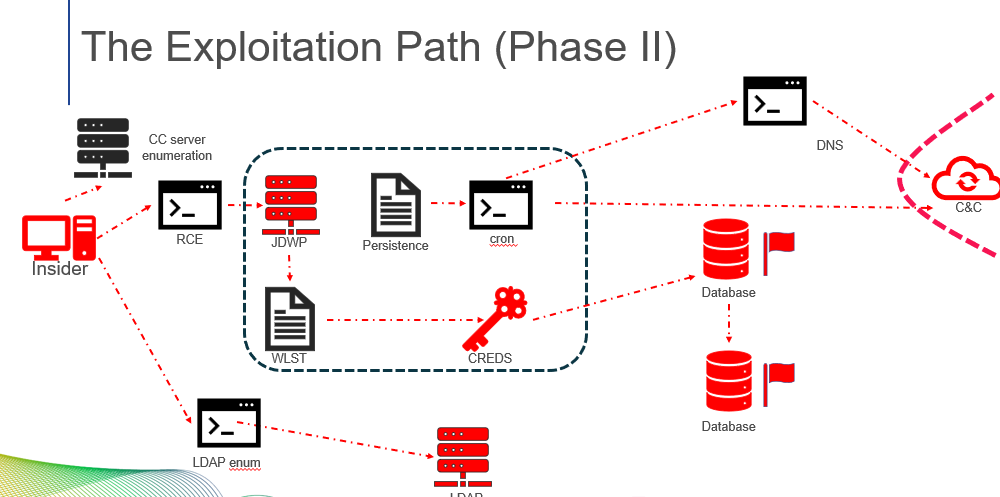 The Exploitation Path (Phase II)
CC server
enumeration
DNS
C&C
Insider
RCE
JDWP
Persistence
cron
Database
WLST
CREDS
Database
LDAP enum
LDAP